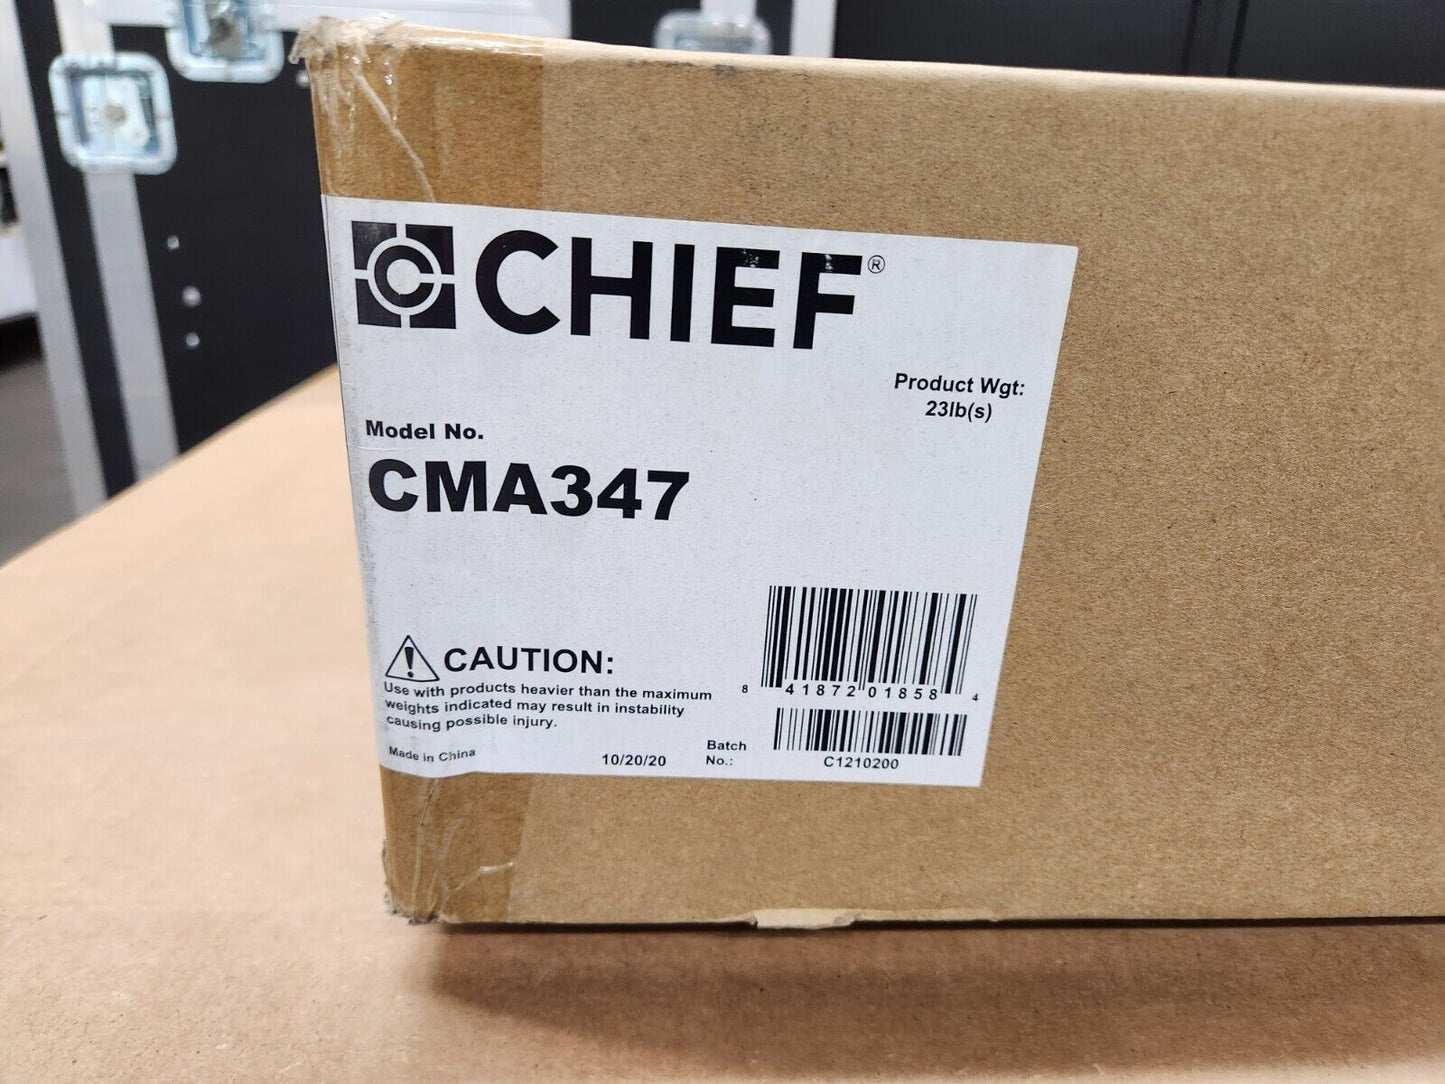 CHIEF®
Product Wgt:
23lb(s)
Model No.
CMA347
CAUTION:
Use with products heavier than the maximum
weights indicated may result in instability
causing possible injury.
8 41872 01858 4
Made in China
10/20/20
Batch
No.:
C1210200